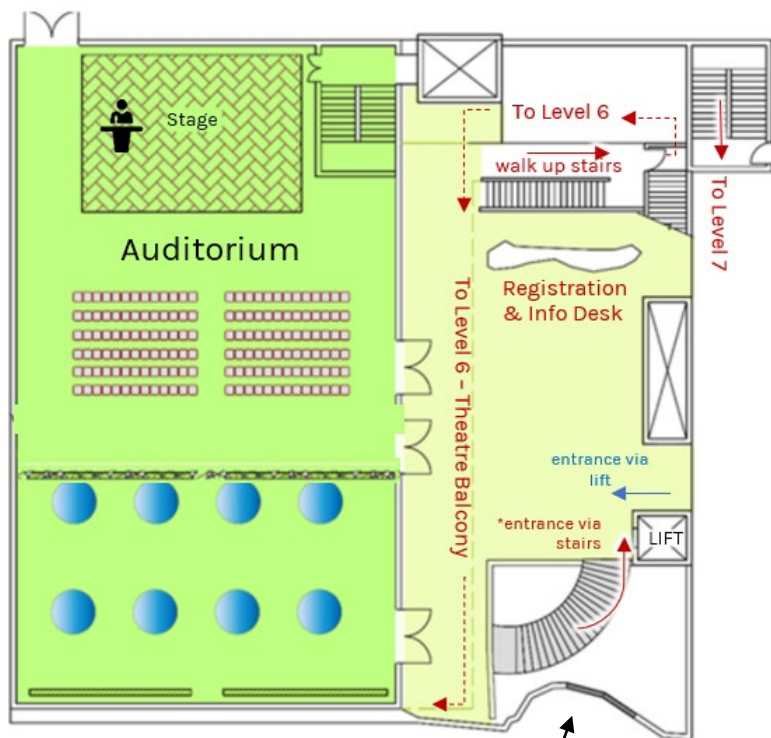 Stage
To Level 6
walk up stairs
To Level 7
Auditorium
Registration
& Info Desk
To Level 6 – Theatre Balcony
entrance via
lift
*entrance via
stairs
LIFT